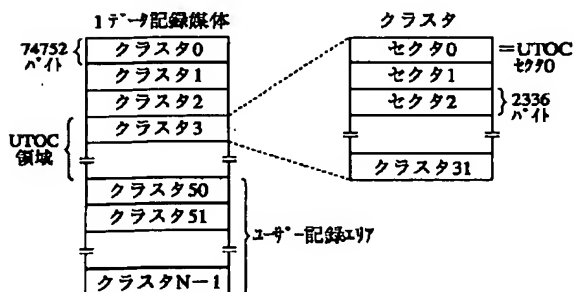 1データ記録媒体
74752
バイト
クラスタ0
クラスタ1
クラスタ2
クラスタ3
UTOC
領域
クラスタ50
クラスタ51
クラスタN−1
ユーザー記録エリア
クラスタ
セクタ0
セクタ1
セクタ2
クラスタ31
=UTOC
セクタ0
2336
バイト